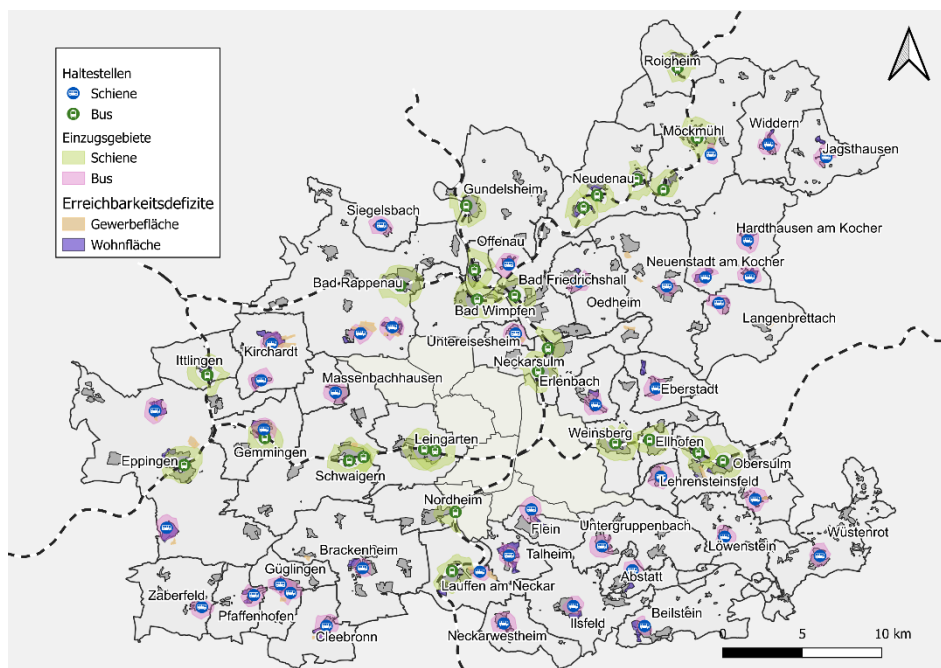 Haltestellen
Schiene
Bus
Einzugsgebiete
Schiene
Bus
Erreichbarkeitsdefizite
Gewerbefläche
Wohnfläche
Roigheim
Möckmühl
Widdern
Jagsthausen
Neudenau
Gundelsheim
Siegelsbach
Hardthausen am Kocher
Offenau
Neuenstadt am Kocher
Bad Friedrichshall
Bad Rappenau
Oedheim
Bad Wimpfen
Langenbrettach
Untereisesheim
Kirchardt
Ittlingen
Neckarsulm
Massenbachhausen
Erlenbach
Eberstadt
Weinsberg
Leingarten
Ellhofen
Gemmingen
Eppingen
Obersulm
Schwaigern
Lehrensteinsfeld
Nordheim
Flein
Untergruppenbach
Wüstenrot
Löwenstein
Brackenheim
Talheim
Güglingen
Abstatt
Lauffen am Neckar
Zaberfeld
Pfaffenhofen
Ilsfeld
Beilstein
Cleebronn
Neckarwestheim
0 5 10 km